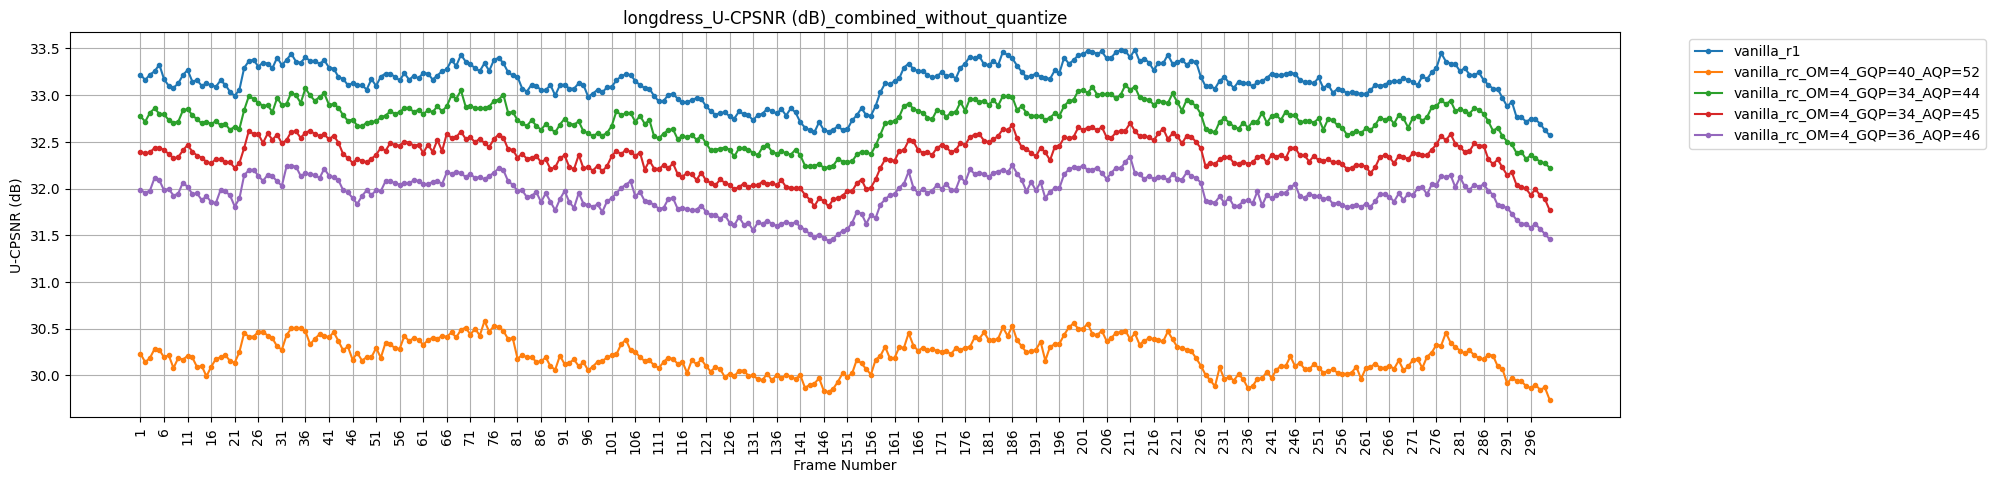 longdress_U-CPSNR (dB)_combined_without_quantize
U-CPSNR (dB)
33.5
33.0
32.5
32.0
31.5
31.0
30.5
30.0
1 6 11 16 21 26 31 36 41 46 51 56 61 66 71 76 81 86 91 96 101 106 111 116 121 126 131 136 141 146 151 156 161 166 171 176 181 186 191 196 201 206 211 216 221 226 231 236 241 246 251 256 261 266 271 276 281 286 291 296
Frame Number
vanilla_r1
vanilla_rc_OM=4_GQP=40_AQP=52
vanilla_rc_OM=4_GQP=34_AQP=44
vanilla_rc_OM=4_GQP=34_AQP=45
vanilla_rc_OM=4_GQP=36_AQP=46